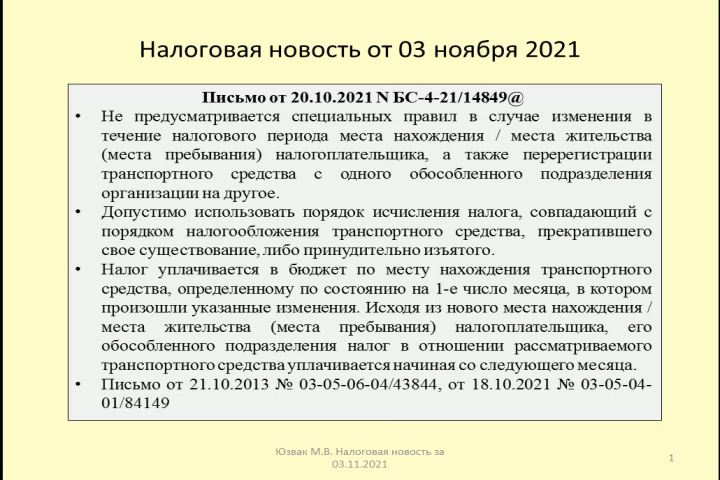 Налоговая новость от 03 ноября 2021
Письмо от 20.10.2021 N БС-4-21/14849@
• Не предусматривается специальных правил в случае изменения в
течение налогового периода места нахождения / места жительства
(места пребывания) налогоплательщика, а также перерегистрации
транспортного средства с одного обособленного подразделения
организации на другое.
• Допустимо использовать порядок исчисления налога, совпадающий с
порядком налогообложения транспортного средства, прекратившего
свое существование, либо принудительно изъятого.
• Налог уплачивается в бюджет по месту нахождения транспортного
средства, определенному по состоянию на 1-е число месяца, в котором
произошли указанные изменения. Исходя из нового места нахождения /
места жительства (места пребывания) налогоплательщика, его
обособленного подразделения налог в отношении рассматриваемого
транспортного средства уплачивается начиная со следующего месяца.
• Письмо от 21.10.2013 № 03-05-06-04/43844, от 18.10.2021 № 03-05-04-
01/84149
Юзвак М.В. Налоговая новость за
03.11.2021
1